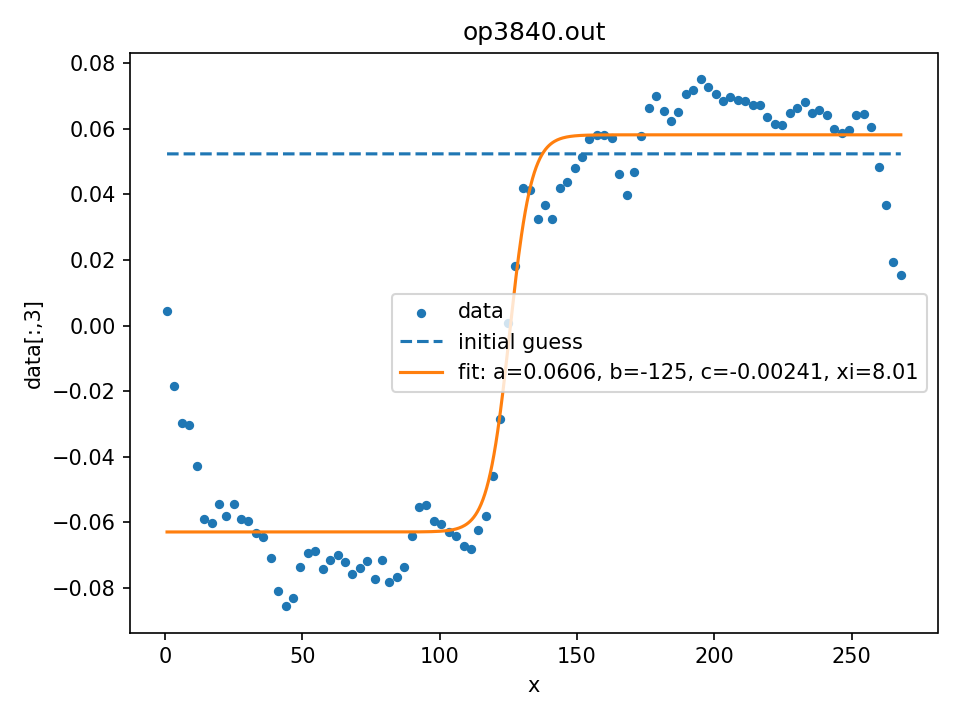 op3840.out
0.08
0.06
0.04
0.02
0.00
−0.02
−0.04
−0.06
−0.08
data[:,3]
data
initial guess
fit: a=0.0606, b=-125, c=-0.00241, xi=8.01
0 50 100 150 200 250
x